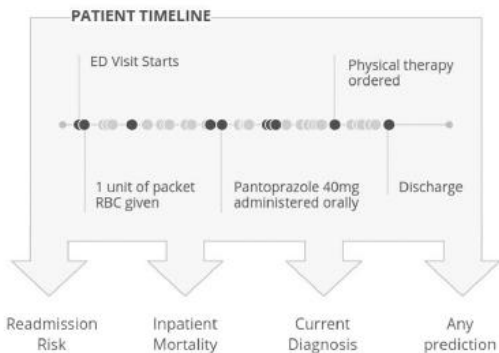 PATIENT TIMELINE
ED Visit Starts
Physical therapy
ordered
1 unit of packet
RBC given
Pantoprazole 40mg
administered orally
Discharge
Readmission
Risk
Inpatient
Mortality
Current
Diagnosis
Any
prediction